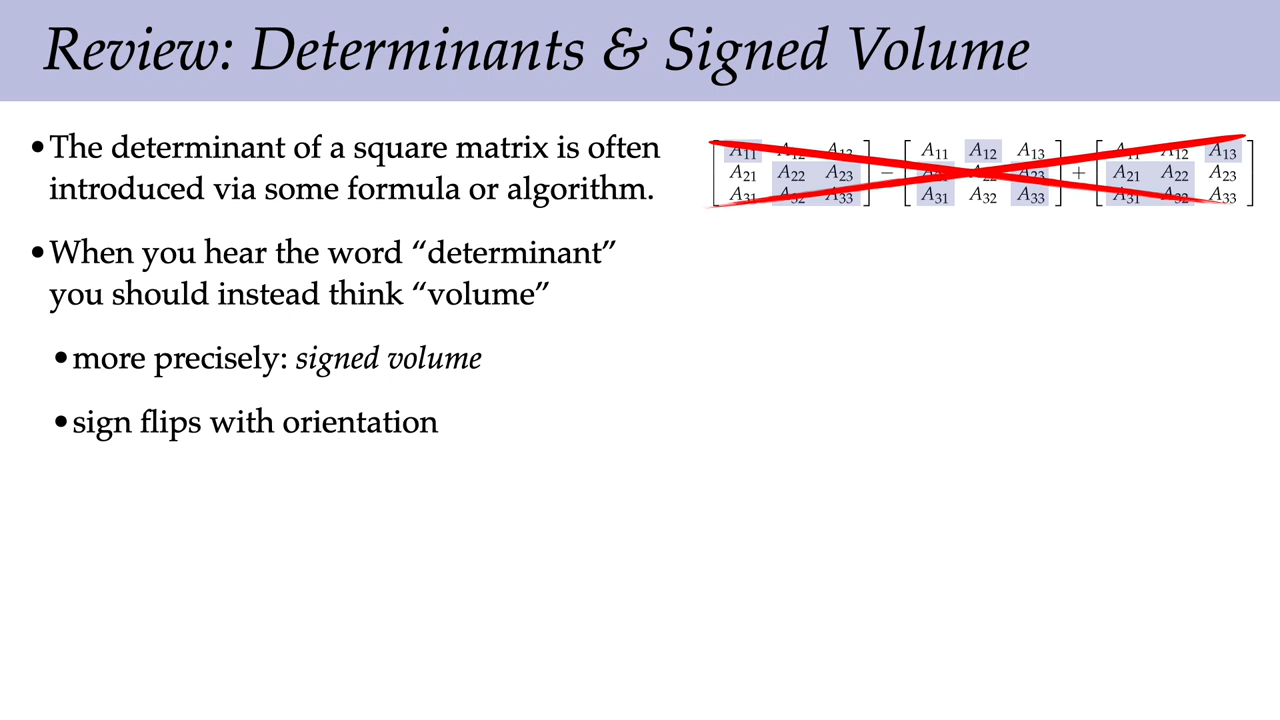 Review: Determinants & Signed Volume
•The determinant of a square matrix is often
introduced via some formula or algorithm.
•When you hear the word “determinant”
you should instead think “volume”
•more precisely: signed volume
•sign flips with orientation
[ A11 A12 A13 ] − [ A11 A12 A13 ] + [ A11 A12 A13 ]
A21 A22 A23 A21 A22 A23 A21 A22 A23
A31 A32 A33 A31 A32 A33 A31 A32 A33